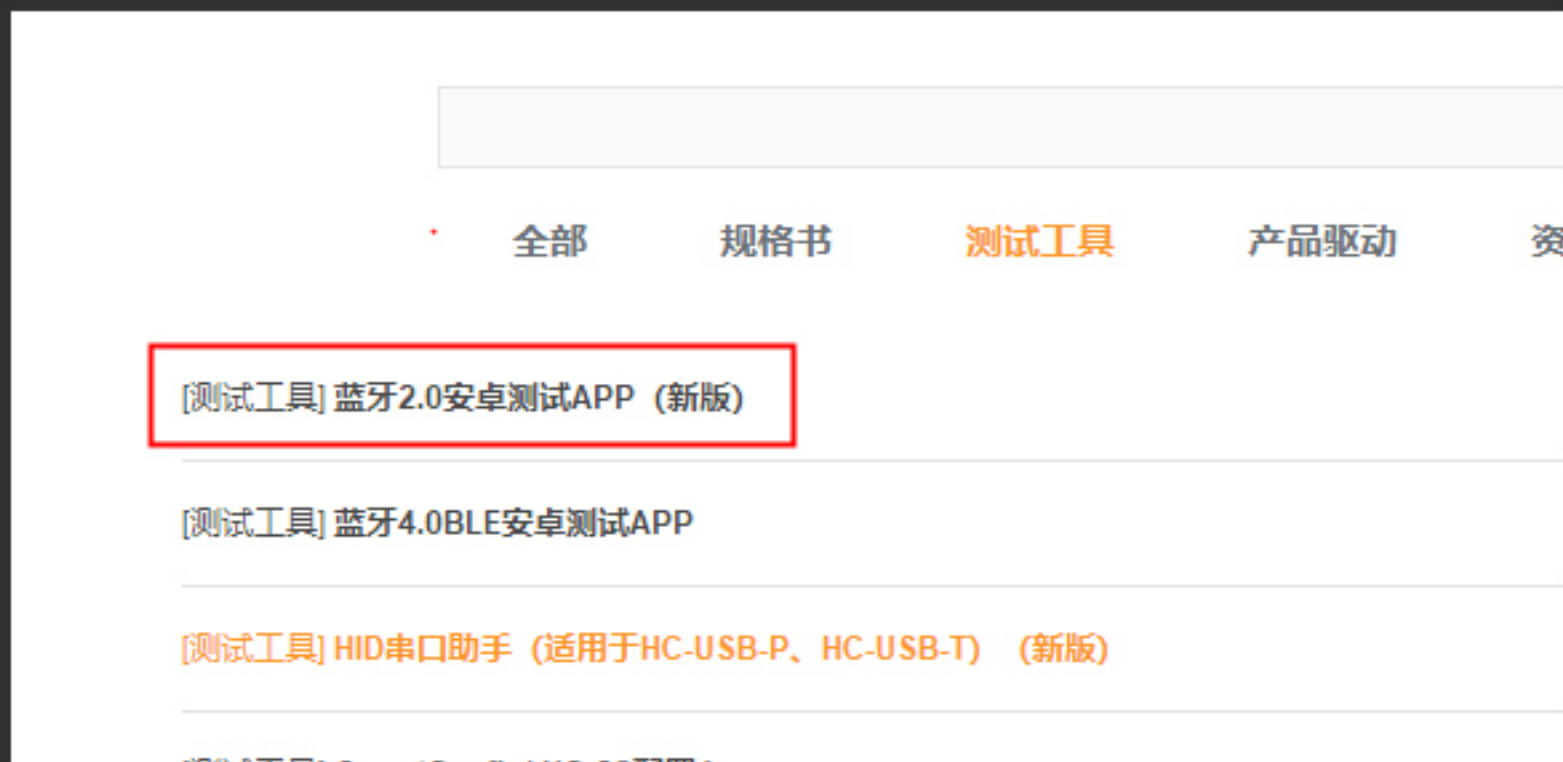 全部 规格书 测试工具 产品驱动 资
[测试工具] 蓝牙2.0安卓测试APP（新版）
[测试工具] 蓝牙4.0BLE安卓测试APP
[测试工具] HID串口助手（适用于HC-USB-P、HC-USB-T）（新版）